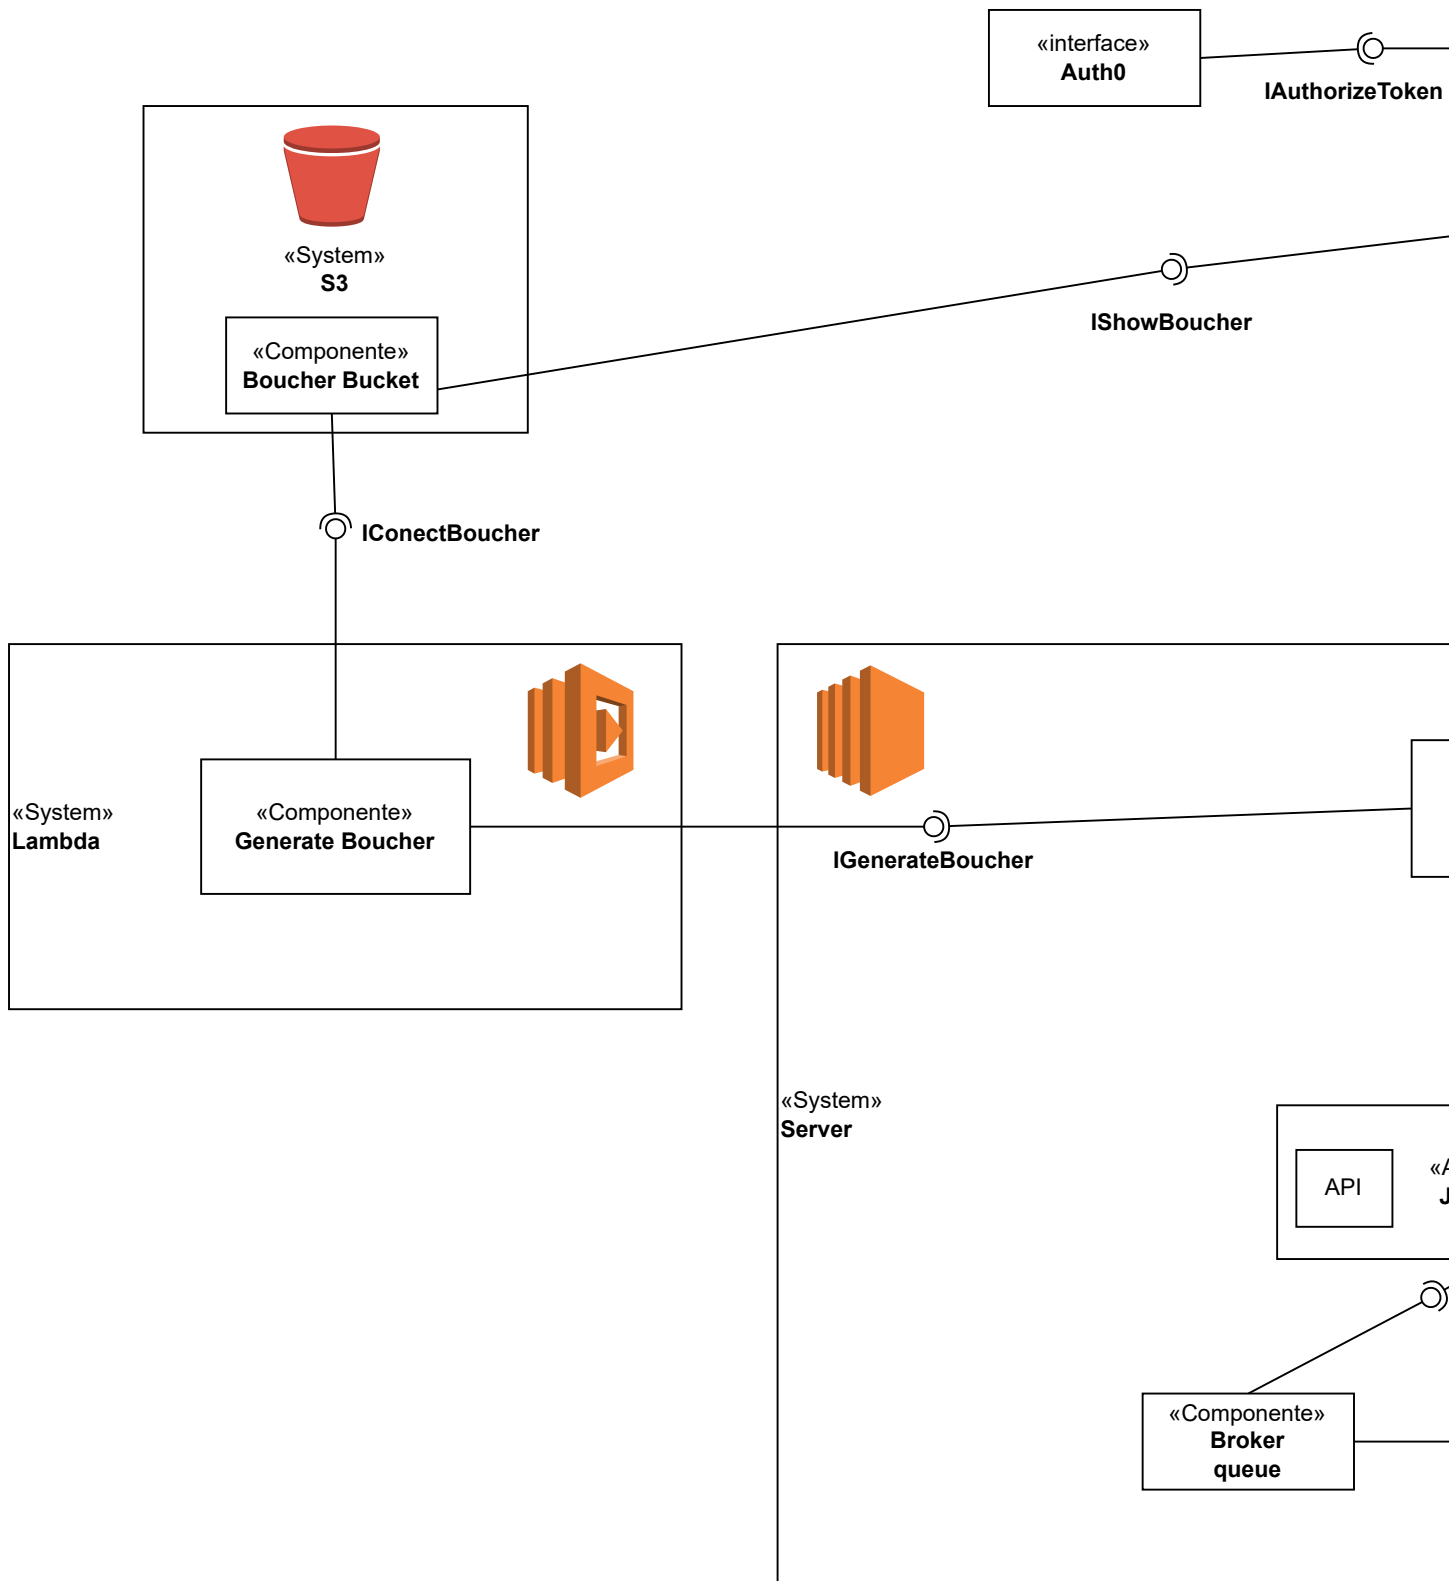 «interface»
Auth0
IAuthorizeToken
«System»
S3
«Componente»
Boucher Bucket
IShowBoucher
IConectBoucher
«System»
Lambda
«Componente»
Generate Boucher
IGenerateBoucher
«System»
Server
API
«Componente»
Broker
queue